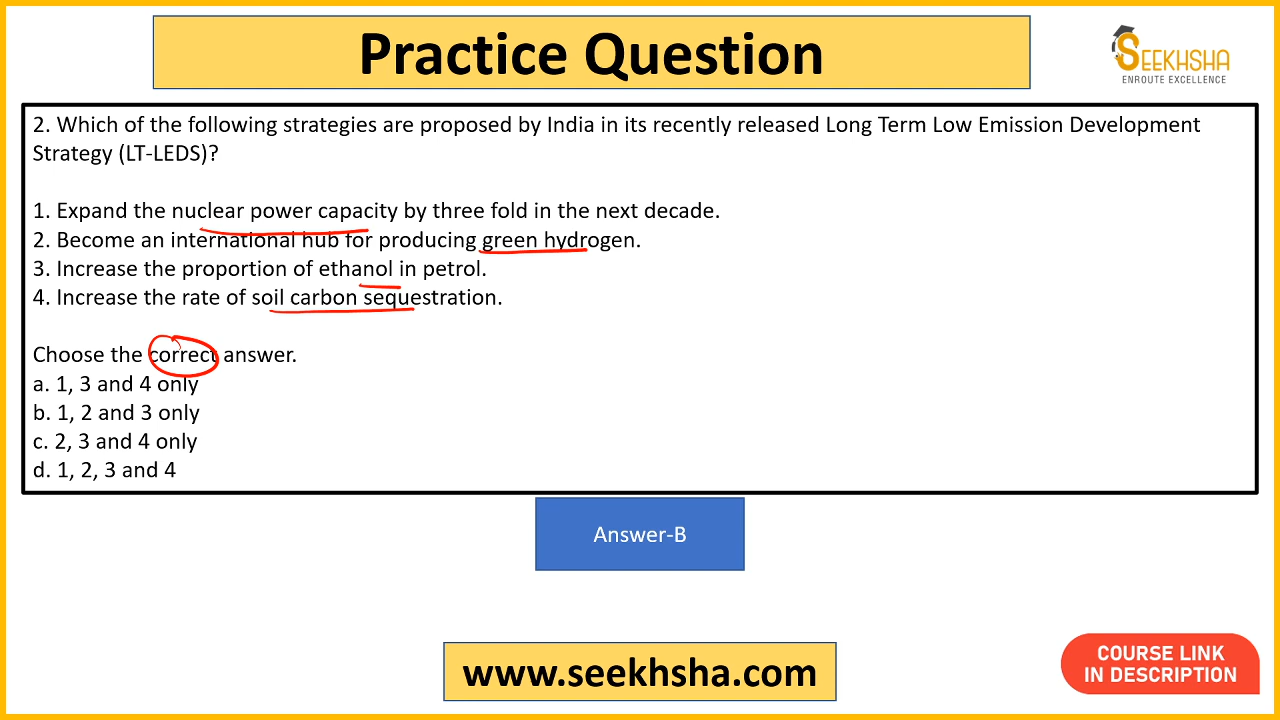 Practice Question
SEEKHSHA
ENROUTE EXCELLENCE
2. Which of the following strategies are proposed by India in its recently released Long Term Low Emission Development
Strategy (LT-LEDS)?
1. Expand the nuclear power capacity by three fold in the next decade.
2. Become an international hub for producing green hydrogen.
3. Increase the proportion of ethanol in petrol.
4. Increase the rate of soil carbon sequestration.
Choose the correct answer.
a. 1, 3 and 4 only
b. 1, 2 and 3 only
c. 2, 3 and 4 only
d. 1, 2, 3 and 4
Answer-B
www.seekhsha.com
COURSE LINK
IN DESCRIPTION